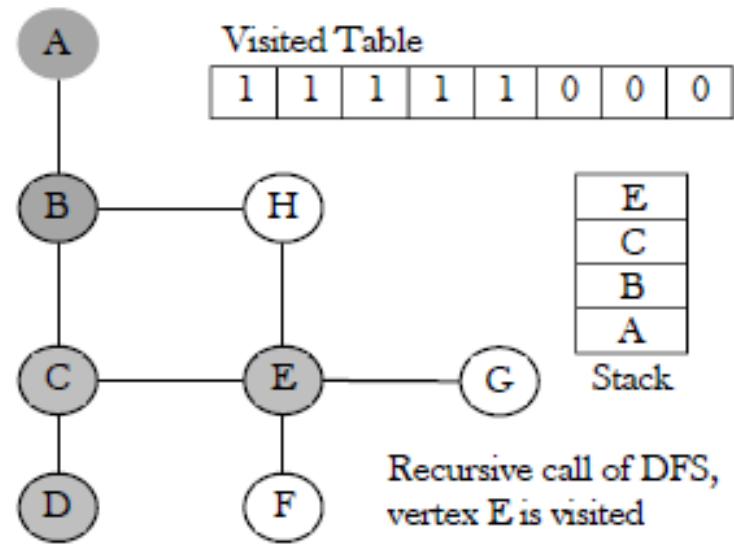 A
Visited Table
1 1 1 1 1 0 0 0
B
H
E
C
B
A
Stack
C
E
G
D
F
Recursive call of DFS,
vertex E is visited